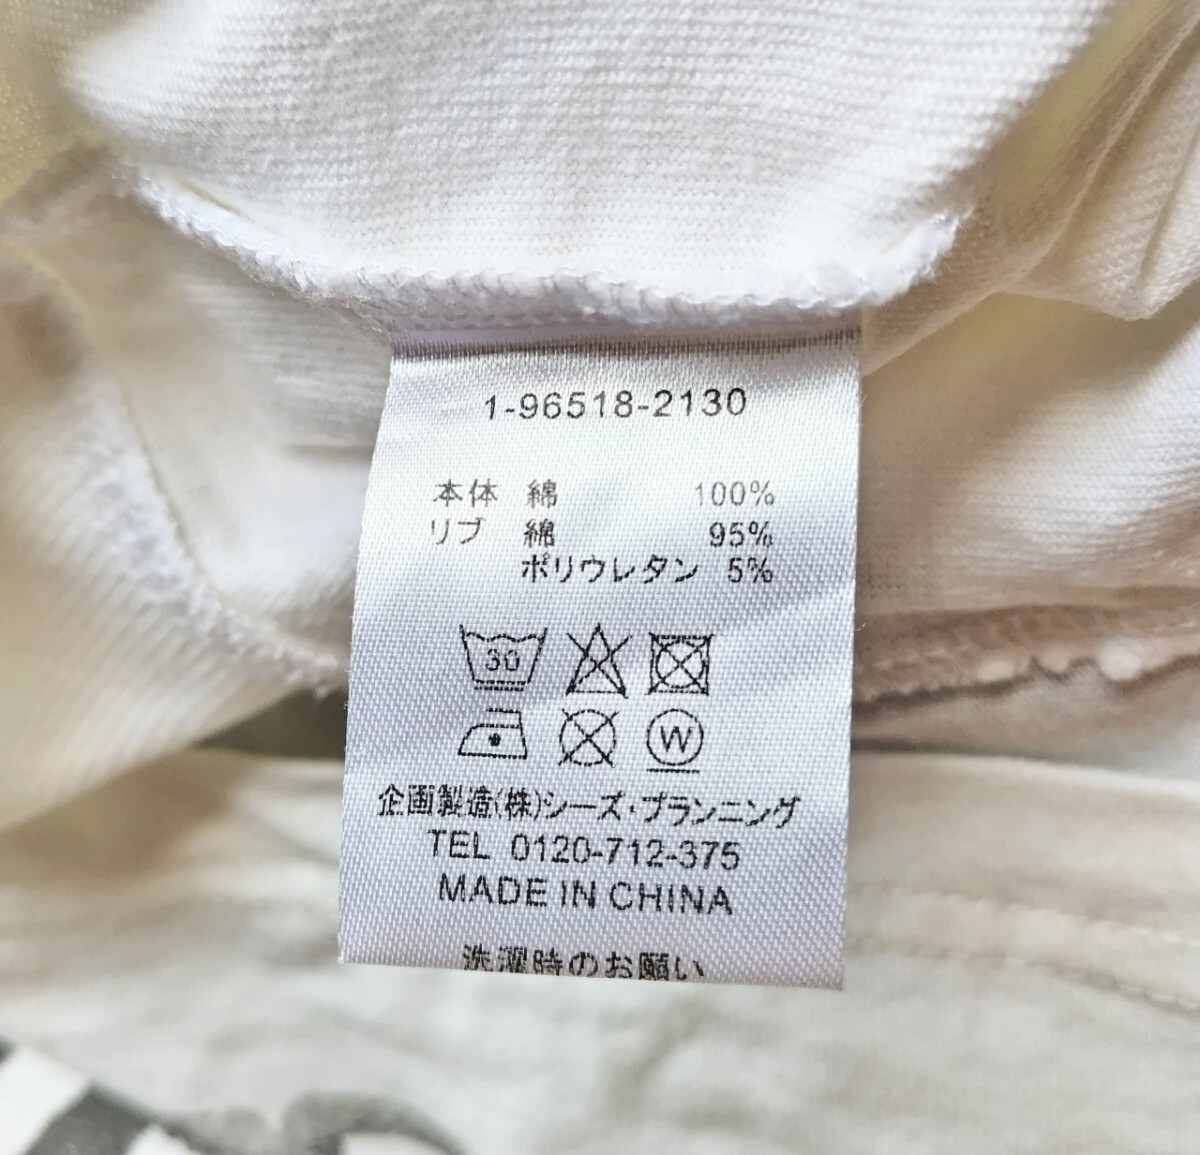 1-96518-2130
本体 綿 100%
リブ 綿 95%
ポリウレタン 5%
30
W
企画製造(株)シーズ・プランニング
TEL 0120-712-375
MADE IN CHINA
洗濯時のお願い